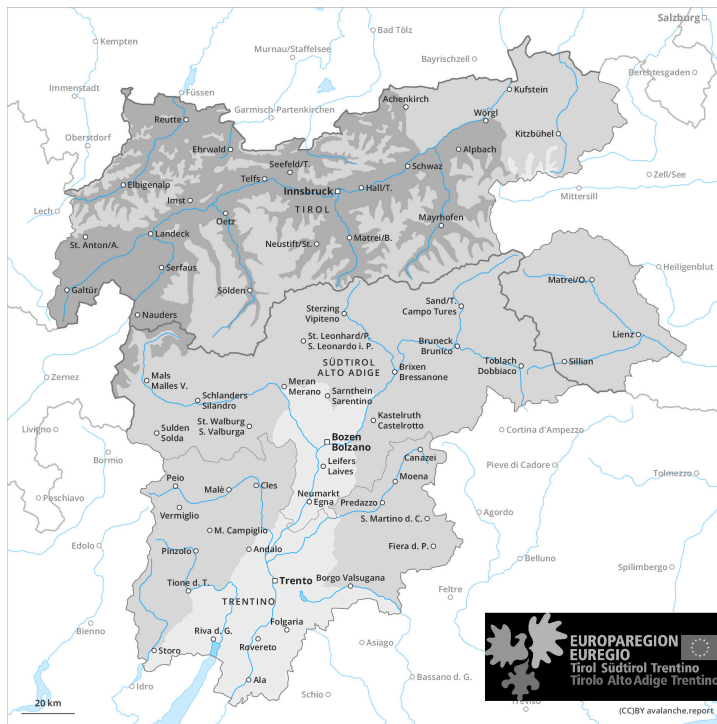 Salzburg
Kempten
Bad Tölz
Murnau/Staffelsee
Bayrischzell
Berchtesgaden
Immenstadt
Füssen
Garmisch-Partenkirchen
Achenkirch
Kufstein
Reutte
Wörgl
Oberstdorf
Ehrwald
Kitzbühel
Seefeld/T.
Alpbach
Telfs
Schwaz
Zell/See
Elbigenalp
Innsbruck
Hall/T.
Mittersill
Imst
TIROL
Lech
Oetz
Mayrhofen
St. Anton/A.
Landeck
Neustift/St.
Matrei/B.
Serfaus
Heiligenblut
Galtür
Sölden
Matrei/O.
Nauders
Sterzing
Vipiteno
Sand/T.
Campo Tures
Lienz
St. Leonhard/P.
S. Leonardo i. P.
Bruneck
Brunico
SÜDTIROL
ALTO ADIGE
Toblach
Dobbiaco
Sillian
Zernez
Mals
Malles V.
Meran
Merano
Brixen
Bressanone
Sarnthein
Sarentino
Schlanders
Silandro
Kastelruth
Castelrotto
Livigno
St. Walburg
S. Valburga
Sulden
Solda
Bozen
Bolzano
Cortina d'Ampezzo
Bormio
Canazei
Leifers
Laives
Pieve di Cadore
Tolmezzo
Peio
Malè
Cles
Moena
Poschiavo
Neumarkt
Egna
Predazzo
Vermiglio
Agordo
S. Martino d. C.
M. Campiglio
Edolo
Pinzolo
Andalo
Fiera d. P.
Belluno
Spilimbergo
Tione d. T.
Trento
Borgo Valsugana
Feltre
TRENTINO
Bienno
Riva d. G.
Folgaria
Rovereto
Asiago
Storo
Idro
Ala
Schio
Bassano d. G.
Treviso
EUROPAREGION
EUREGIO
Tirol Südtirol Trentino
Tirolo Alto Adige Trentino
20 km
(CC)BY avalanche.report